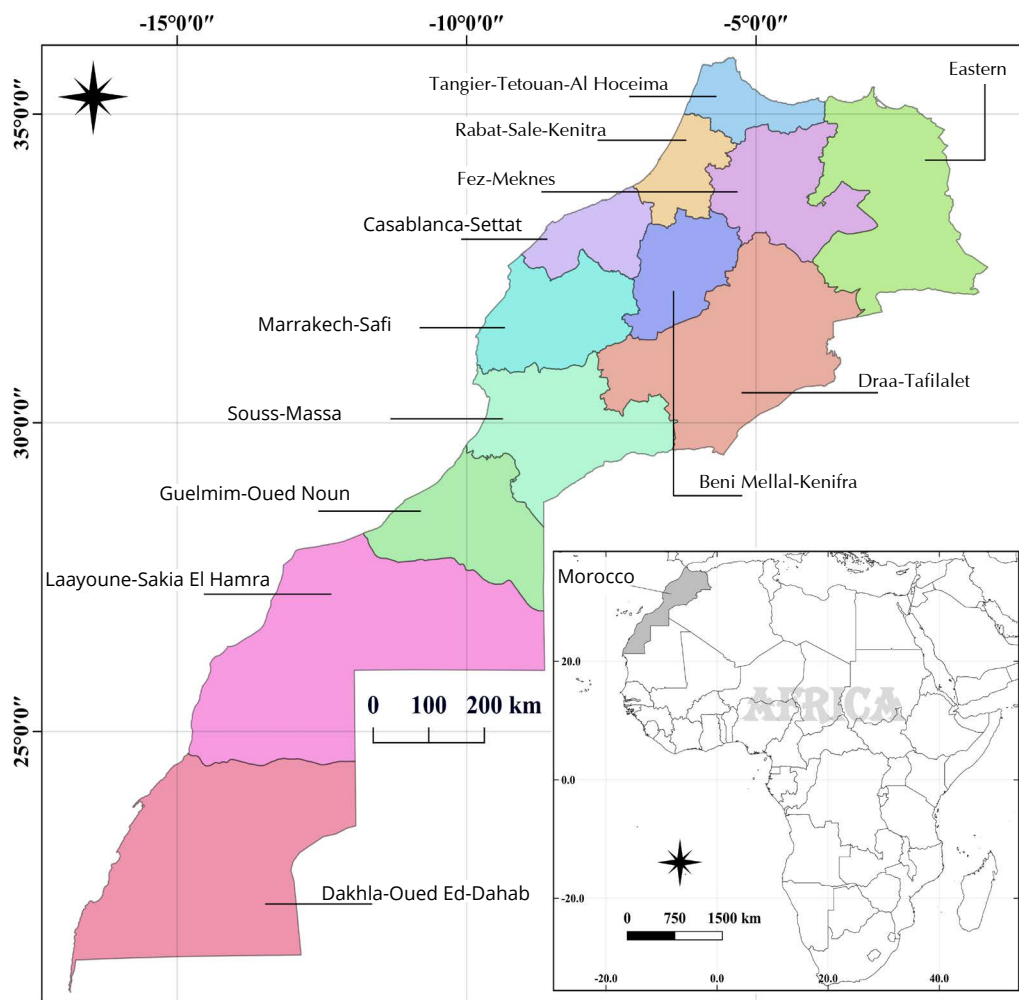 -15°0'0" -10°0'0" -5°0'0"
Eastern
Tangier-Tetouan-Al Hoceima
35°0'0"
Rabat-Sale-Kenitra
Fez-Meknes
Casablanca-Settat
Marrakech-Safi
Draa-Tafilalet
Souss-Massa
30°0'0"
Beni Mellal-Kenifra
Guelmim-Oued Noun
Laayoune-Sakia El Hamra
Morocco
20.0
0 100 200 km
AFRICA
25°0'0"
0.0
Dakhla-Oued Ed-Dahab
-20.0
0 750 1500 km
-20.0 0.0 20.0 40.0